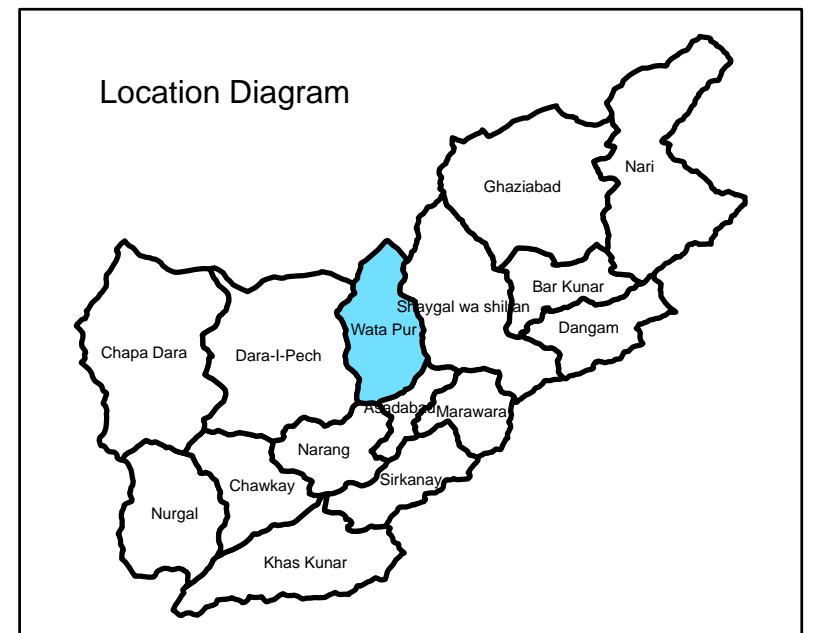 Location Diagram
Nari
Ghaziabad
Bar Kunar
Shaygal wa shiltan
Dangam
Wata Pur
Chapa Dara
Dara-I-Pech
Asadabad
Marawara
Narang
Sirkanay
Chawkay
Nurgal
Khas Kunar